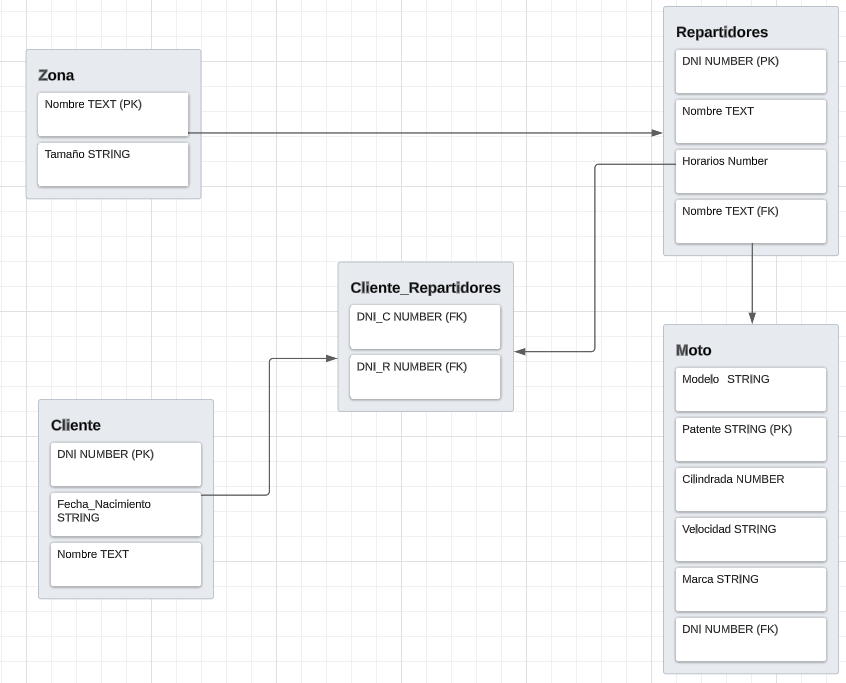 Zona
Nombre TEXT (PK)
Tamaño STRING
Repartidores
DNI NUMBER (PK)
Nombre TEXT
Horarios Number
Nombre TEXT (FK)
Cliente_Repartidores
DNI_C NUMBER (FK)
DNI_R NUMBER (FK)
Cliente
DNI NUMBER (PK)
Fecha_Nacimiento
STRING
Nombre TEXT
Moto
Modelo STRING
Patente STRING (PK)
Cilindrada NUMBER
Velocidad STRING
Marca STRING
DNI NUMBER (FK)